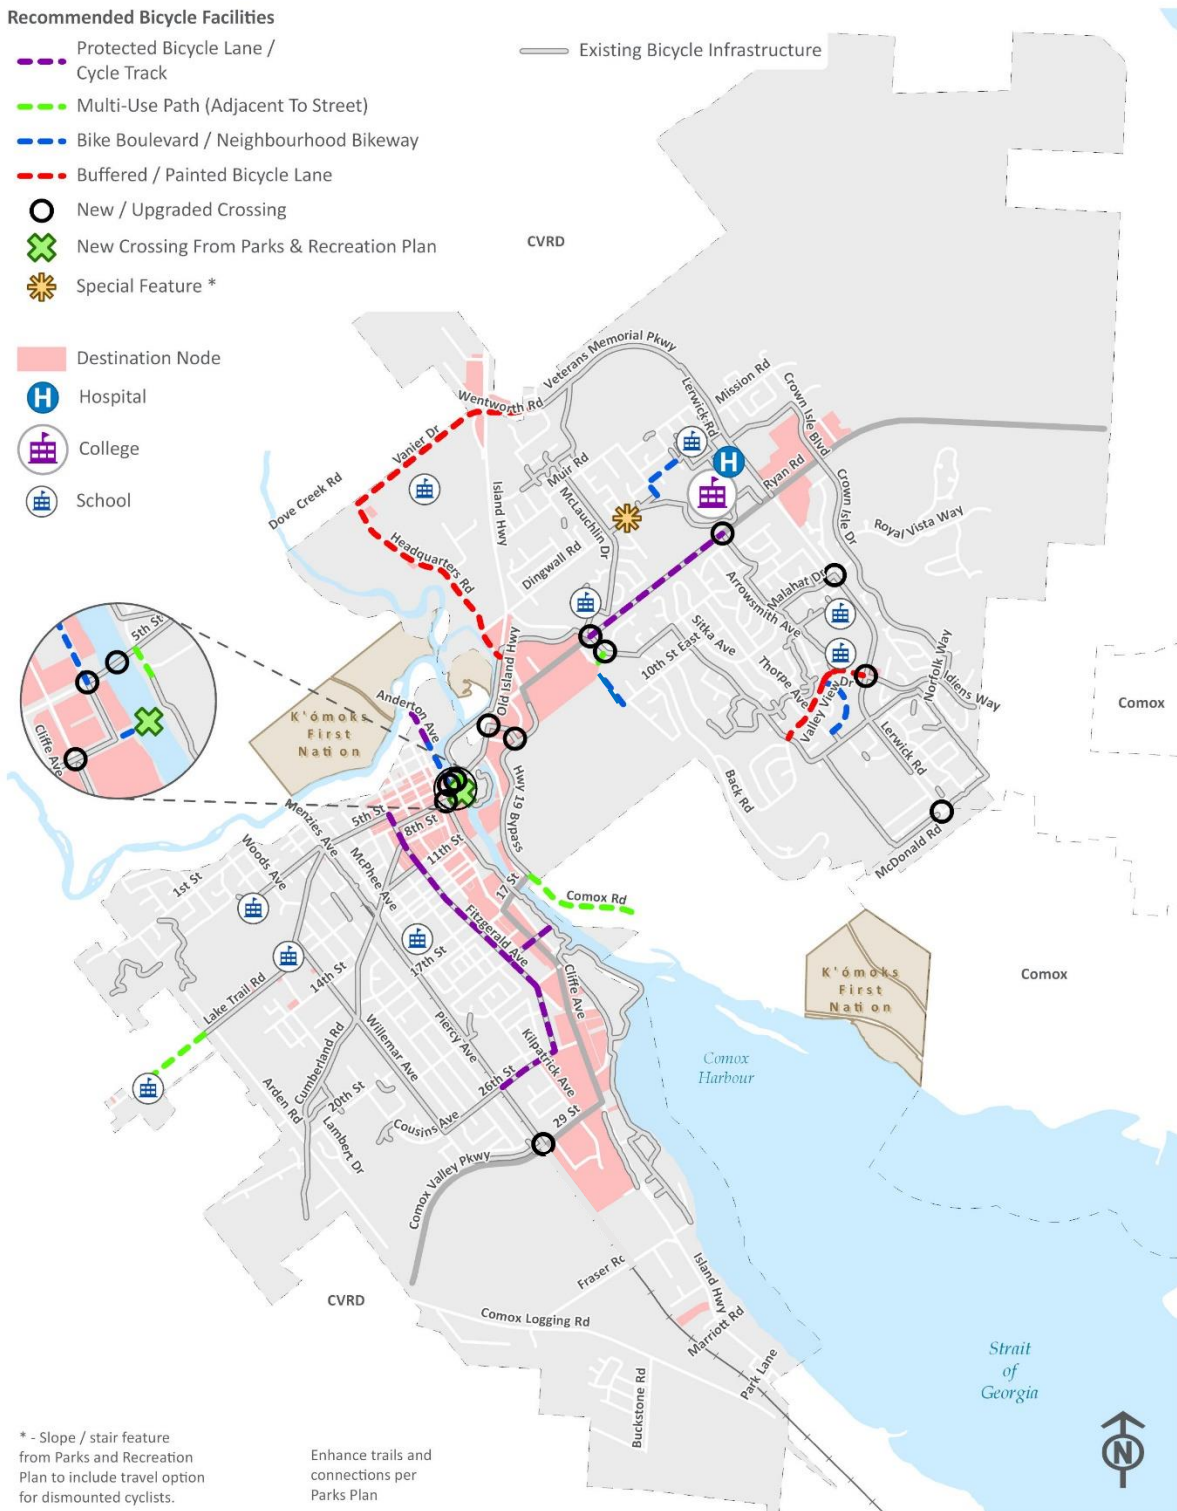 Recommended Bicycle Facilities
Protected Bicycle Lane /
Cycle Track
Existing Bicycle Infrastructure
Multi-Use Path (Adjacent To Street)
Bike Boulevard / Neighbourhood Bikeway
Buffered / Painted Bicycle Lane
New / Upgraded Crossing
New Crossing From Parks & Recreation Plan
Special Feature *
Destination Node
H
Hospital
College
School
CVRD
Veterans Memorial Pkwy
Wentworth Rd
Lerwick Rd
Mission Rd
Crown Isle Blvd
Vanier Dr
Muir Rd
H
Ryan Rd
Dove Creek Rd
Island Hwy
McLauchlin Dr
Crown Isle Dr
Royal Vista Way
Headquarters Rd
Dingwall Rd
Malahat Dr
Arrowsmith Ave
5th St
Old Island Hwy
10th St East
Sitka Ave
Thorpe Ave
Norfolk Way
Idiens Way
Valley View Dr
Anderton Ave
K'ómoks
First
Nation
Comox
Cliffe Ave
Lerwick Rd
Back Rd
Hwy 19 Bypass
McDonald Rd
Menzies Ave
5th St
8th St
11th St
Woods Ave
McPhee Ave
1st St
17 St
Comox Rd
Fitzgerald Ave
17th St
14th St
Lake Trail Rd
Cliffe Ave
K'ómoks
First
Nation
Comox
Piercy Ave
Willemar Ave
Cumberland Rd
Kilpatrick Ave
Comox
Harbour
26th St
20th St
Arden Rd
Lambert Dr
Cousins Ave
29 St
Comox Valley Pkwy
Fraser Rc
Island Hwy
CVRD
Comox Logging Rd
Marriott Rd
Park Lane
Buckstone Rd
Strait
of
Georgia
* - Slope / stair feature
from Parks and Recreation
Plan to include travel option
for dismounted cyclists.
Enhance trails and
connections per
Parks Plan
N